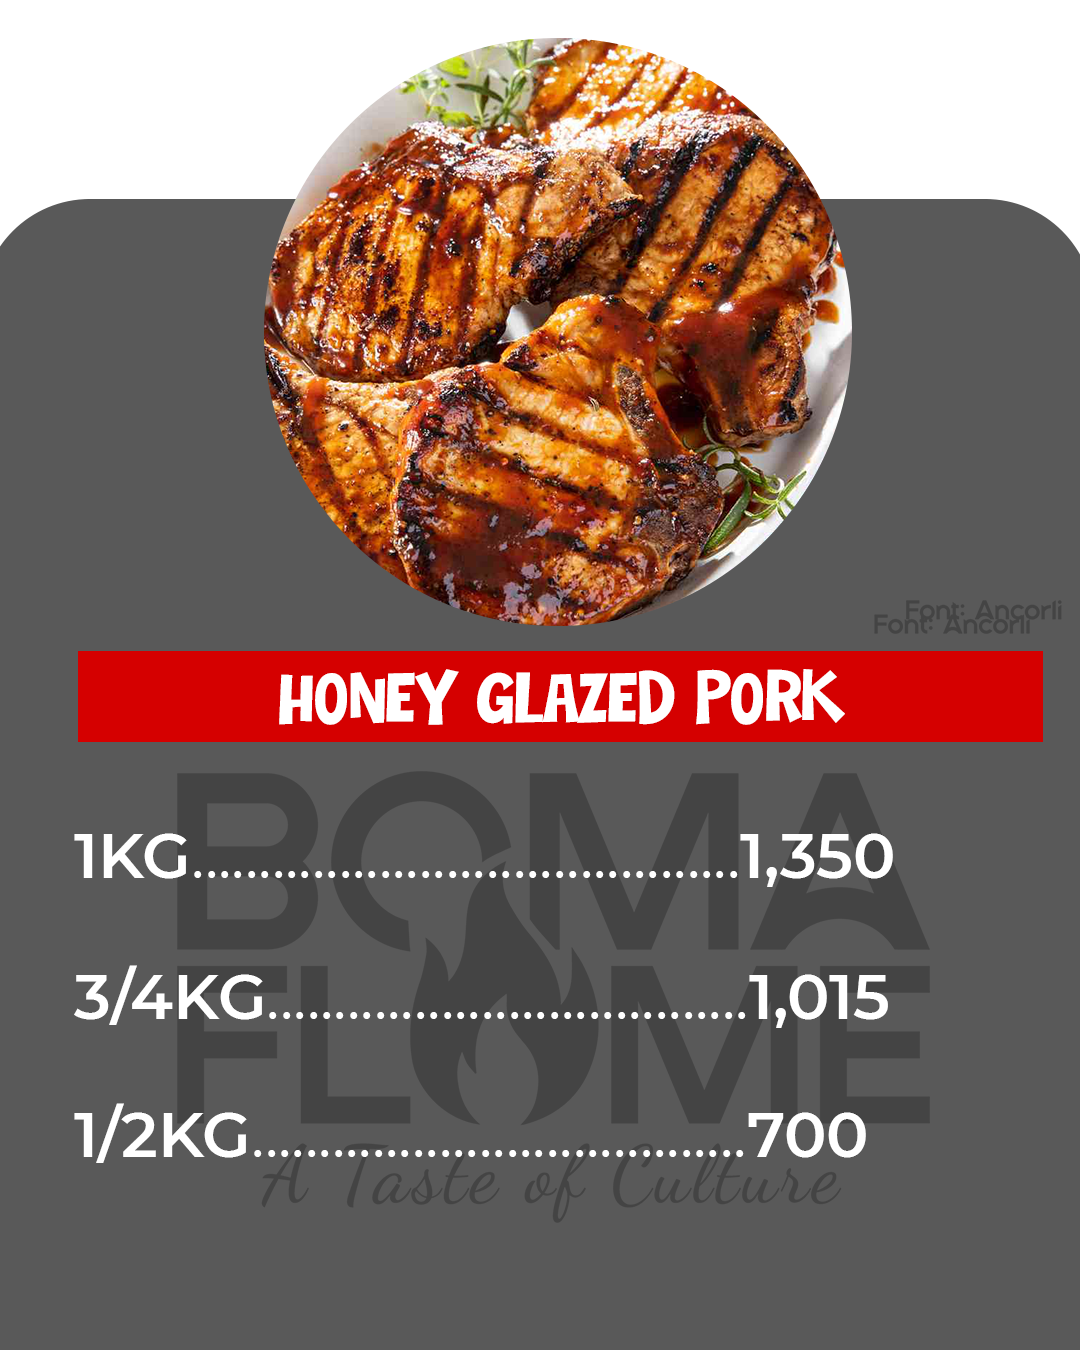 Font: Ancorli
Font: Ancorli
HONEY GLAZED PORK
1KG.........................................1,350
3/4KG....................................1,015
1/2KG.....................................700
BOMA
FLAME
A Taste of Culture